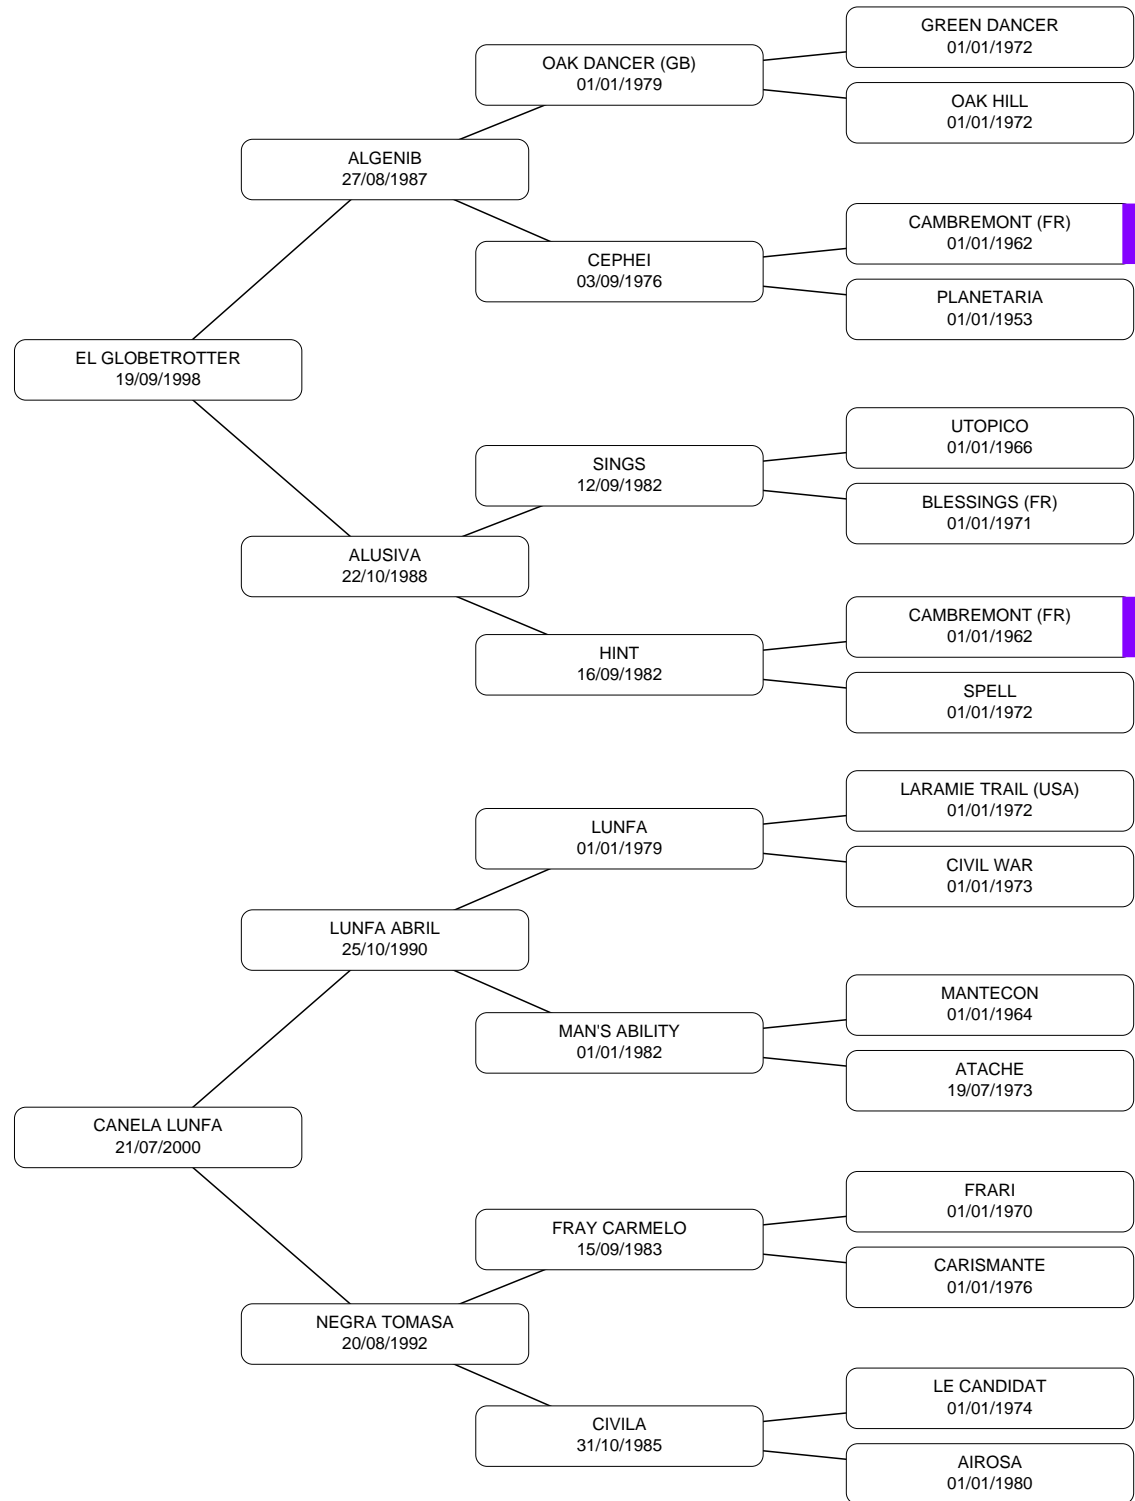 GREEN DANCER
01/01/1972
OAK DANCER (GB)
01/01/1979
OAK HILL
01/01/1972
ALGENIB
27/08/1987
CAMBREMONT (FR)
01/01/1962
CEPHEI
03/09/1976
PLANETARIA
01/01/1953
EL GLOBETROTTER
19/09/1998
UTOPICO
01/01/1966
SINGS
12/09/1982
BLESSINGS (FR)
01/01/1971
ALUSIVA
22/10/1988
CAMBREMONT (FR)
01/01/1962
HINT
16/09/1982
SPELL
01/01/1972
LARAMIE TRAIL (USA)
01/01/1972
LUNFA
01/01/1979
CIVIL WAR
01/01/1973
LUNFA ABRIL
25/10/1990
MANTECON
01/01/1964
MAN'S ABILITY
01/01/1982
ATACHE
19/07/1973
CANELA LUNFA
21/07/2000
FRARI
01/01/1970
FRAY CARMELO
15/09/1983
CARISMANTE
01/01/1976
NEGRA TOMASA
20/08/1992
LE CANDIDAT
01/01/1974
CIVILA
31/10/1985
AIROSA
01/01/1980